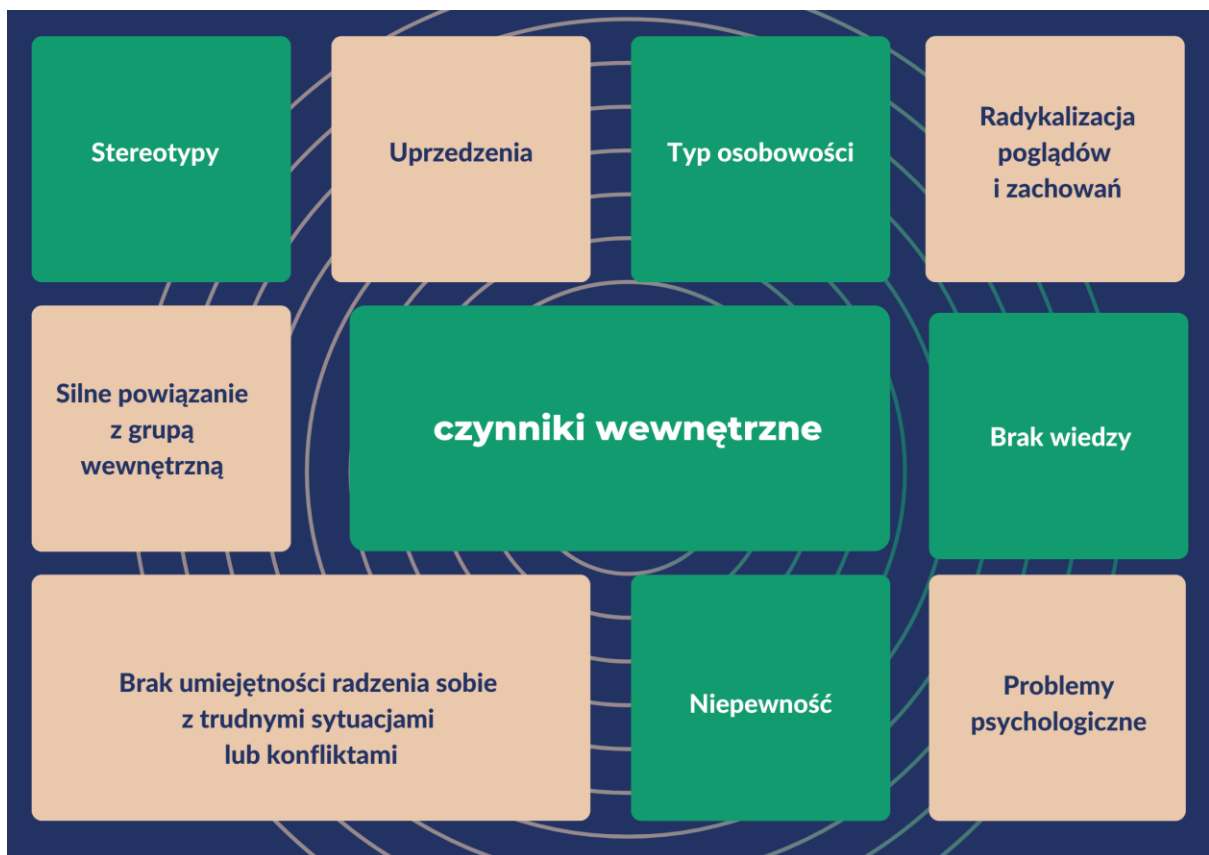 Stereotypy
Uprzedzenia
Typ osobowości
Radykalizacja
poglądów
i zachowań
Silne powiązanie
z grupą
wewnętrzną
czynniki wewnętrzne
Brak wiedzy
Brak umiejętności radzenia sobie
z trudnymi sytuacjami
lub konfliktami
Niepewność
Problemy
psychologiczne